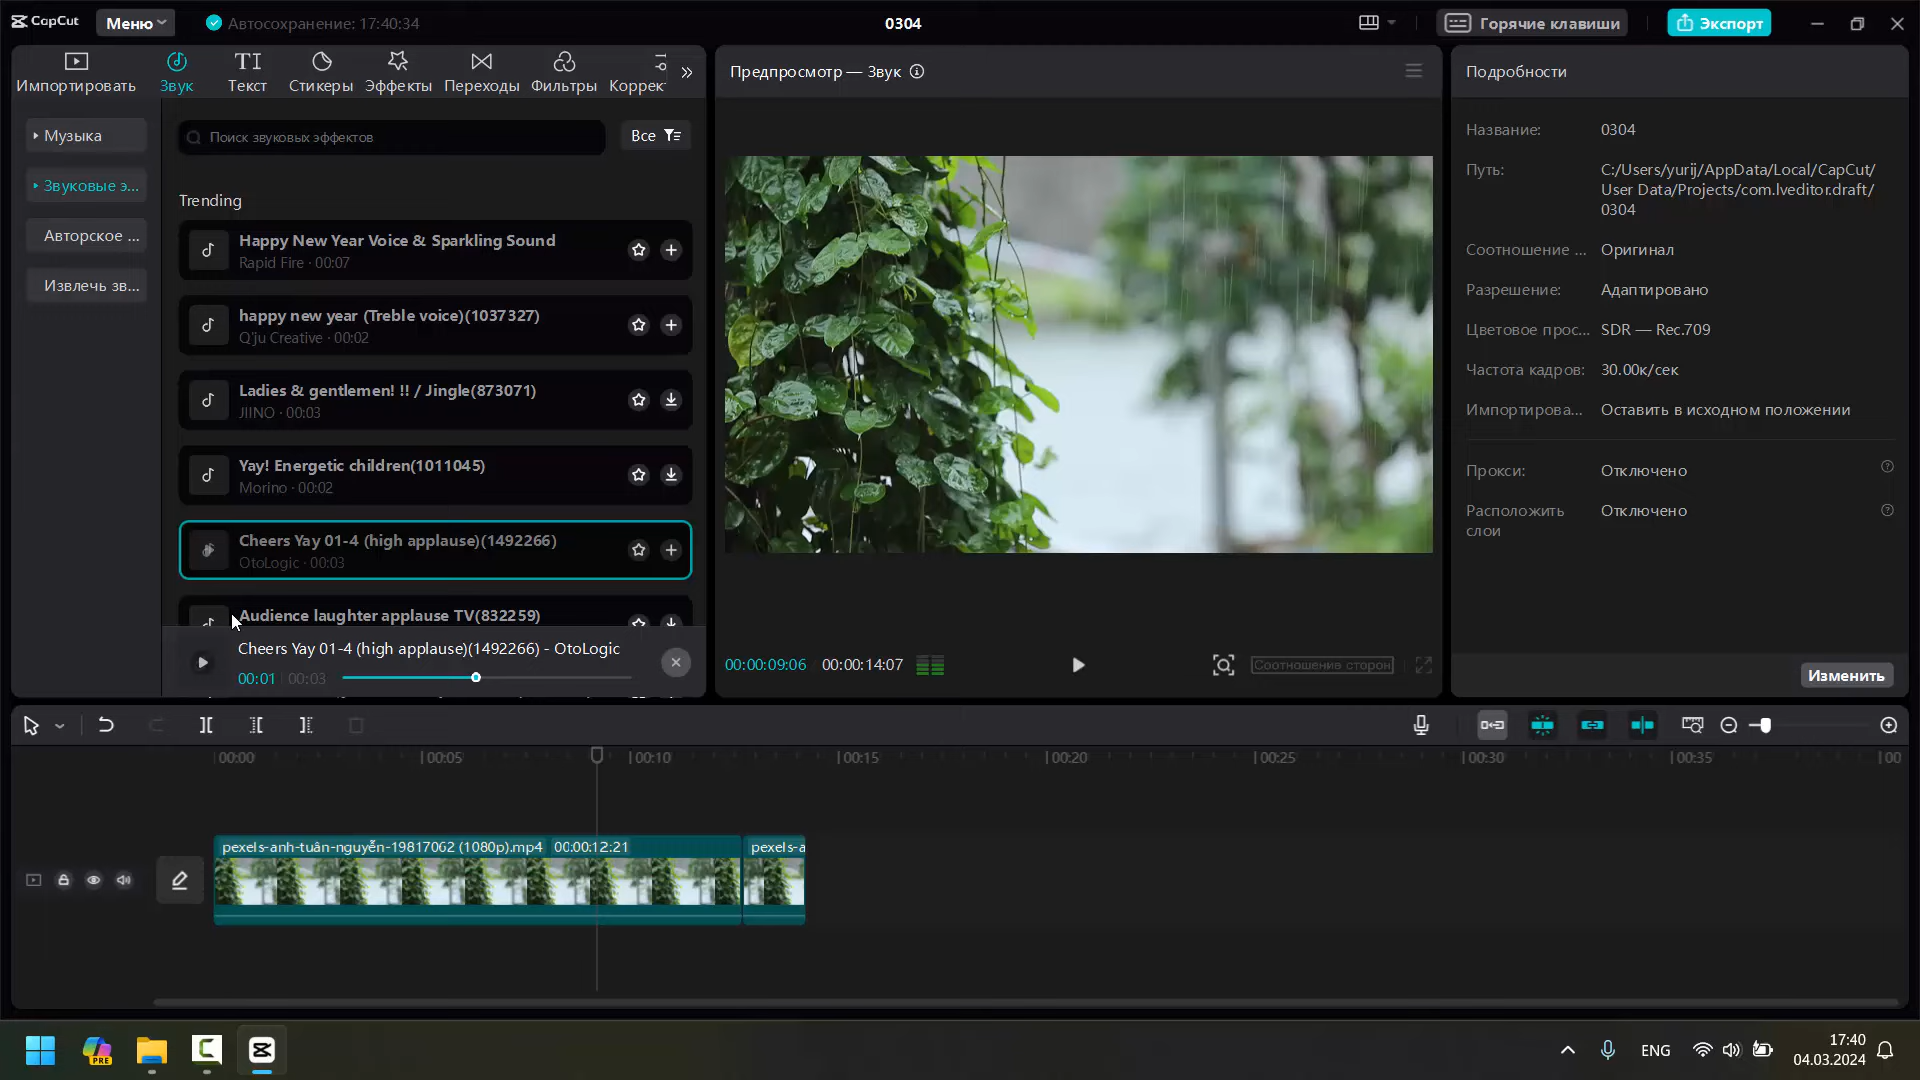 CapCut
Меню
Автосохранение: 17:40:34
0304
Горячие клавиши
Экспорт
Импортировать
Звук
Текст
Стикеры
Эффекты
Переходы
Фильтры
Коррек
Музыка
Звуковые э...
Авторское ...
Извлечь зв...
Поиск звуковых эффектов
Все
Trending
Happy New Year Voice & Sparkling Sound
Rapid Fire · 00:07
happy new year (Treble voice)(1037327)
Q'ju Creative · 00:02
Ladies & gentlemen! !! / Jingle(873071)
JIINO · 00:03
Yay! Energetic children(1011045)
Morino · 00:02
Cheers Yay 01-4 (high applause)(1492266)
OtoLogic · 00:03
Audience laughter applause TV(832259)
Cheers Yay 01-4 (high applause)(1492266) - OtoLogic
00:01 | 00:03
Предпросмотр — Звук
00:00:09:06 00:00:14:07
Соотношение сторон
Подробности
Название: 0304
Путь: C:/Users/yurij/AppData/Local/CapCut/
User Data/Projects/com.lveditor.draft/
0304
Соотношение ... Оригинал
Разрешение: Адаптировано
Цветовое прос... SDR — Rec.709
Частота кадров: 30.00к/сек
Импортирова... Оставить в исходном положении
Прокси: Отключено
Расположить Отключено
слои
Изменить
00:00 00:05 00:10 00:15 00:20 00:25 00:30 00:35 00
pexels-anh-tuân-nguyễn-19817062 (1080p).mp4 00:00:12:21
pexels-a
PRE
ENG
17:40
04.03.2024